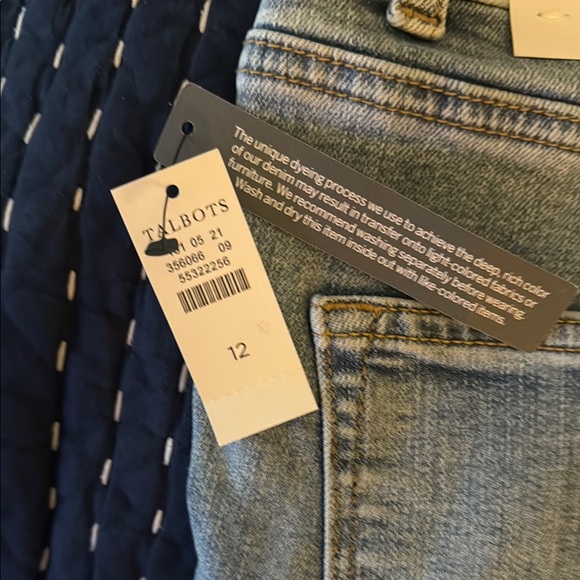 The unique dyeing process we use to achieve the deep, rich color
of our denim may result in transfer onto light-colored fabrics or
furniture. We recommend washing separately before wearing.
Wash and dry this item inside out with like-colored items.
TALBOTS
05 21
356066 09
55322256
12